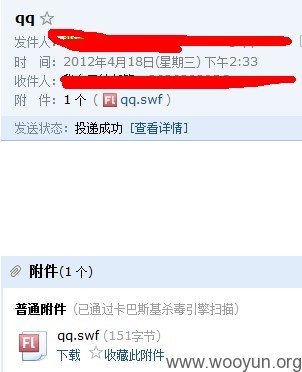 qq
发件人：
时　间：2012年4月18日(星期三) 下午2:33
收件人：
附　件：1 个 ( qq.swf )
发送状态：投递成功 [查看详情]
附件(1 个)
普通附件 (已通过卡巴斯基杀毒引擎扫描)
qq.swf (151字节)
下载 收藏此附件
www.wooyun.org